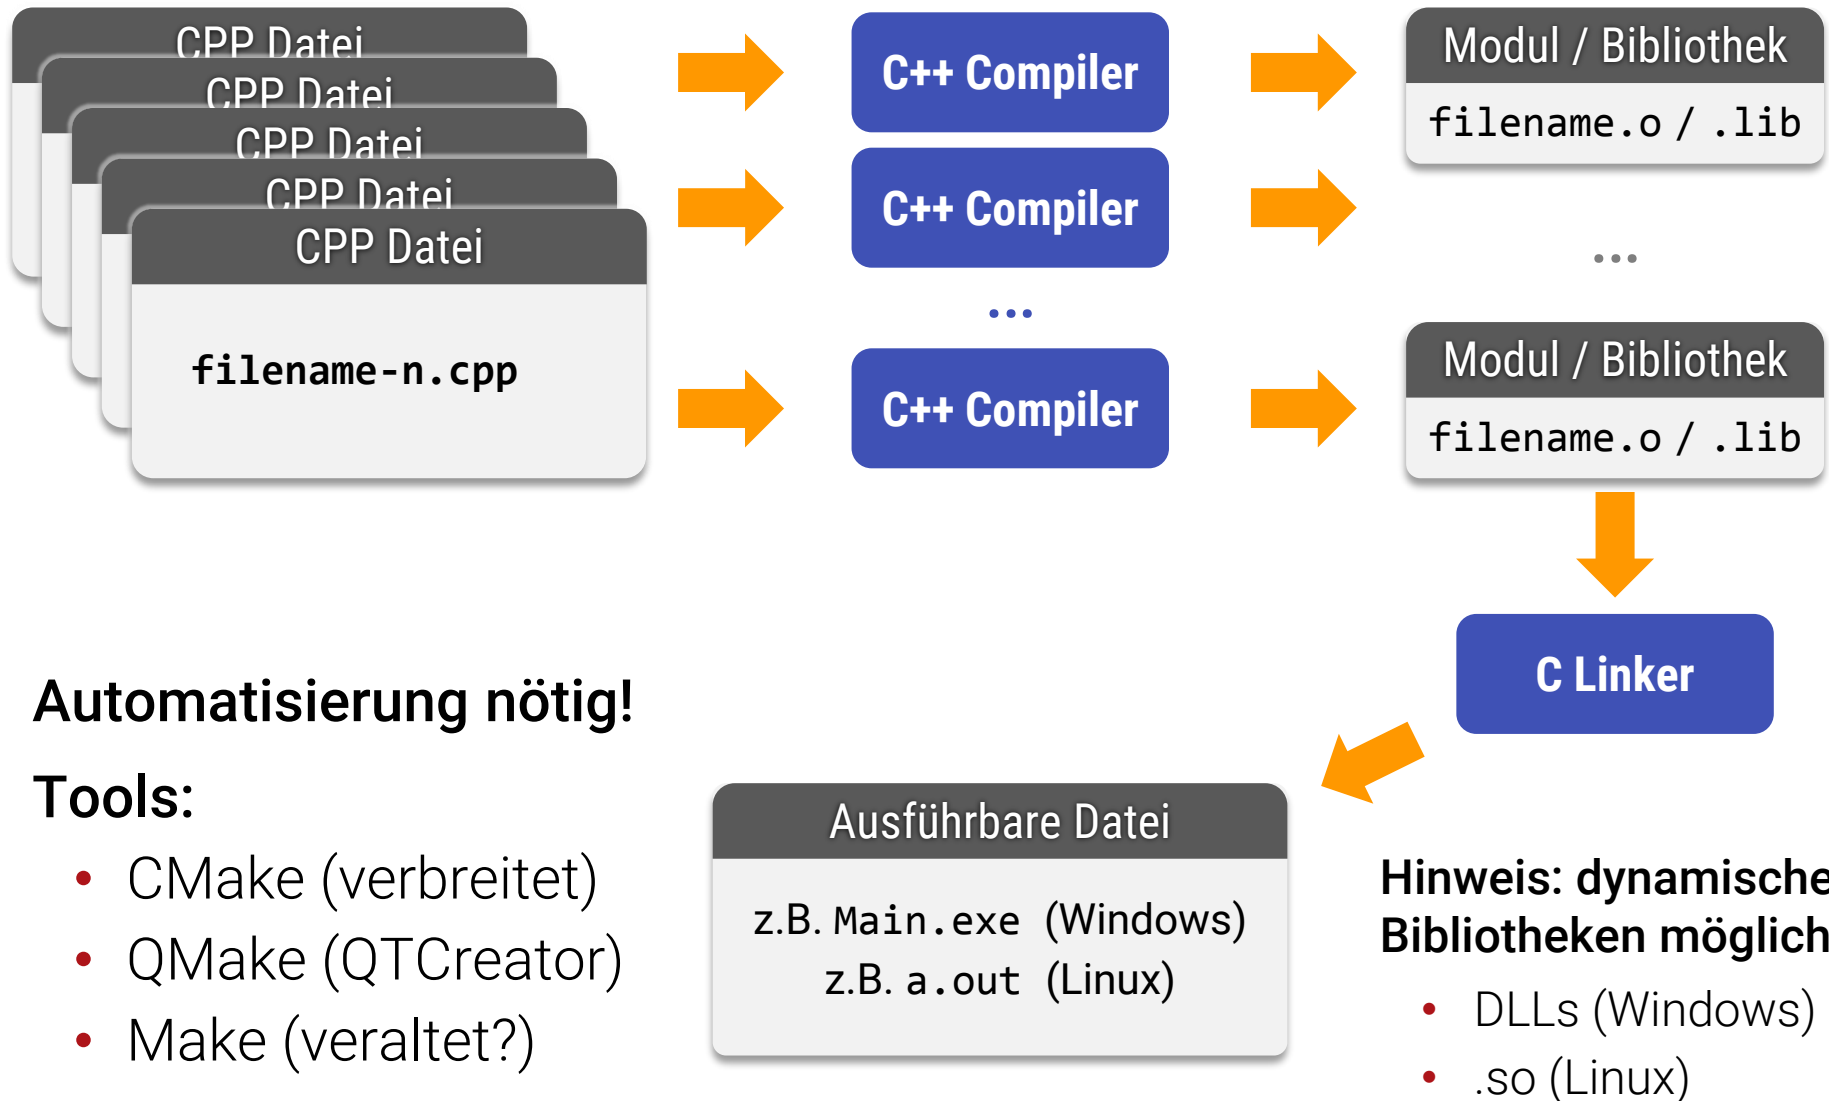 CPP Datei
CPP Datei
CPP Datei
CPP Datei
CPP Datei
filename-n.cpp
C++ Compiler
C++ Compiler
...
C++ Compiler
Modul / Bibliothek
filename.o / .lib
...
Modul / Bibliothek
filename.o / .lib
C Linker
Automatisierung nötig!
Tools:
• CMake (verbreitet)
• QMake (QTCreator)
• Make (veraltet?)
Ausführbare Datei
z.B. Main.exe (Windows)
z.B. a.out (Linux)
Hinweis: dynamische
Bibliotheken möglich
• DLLs (Windows)
• .so (Linux)